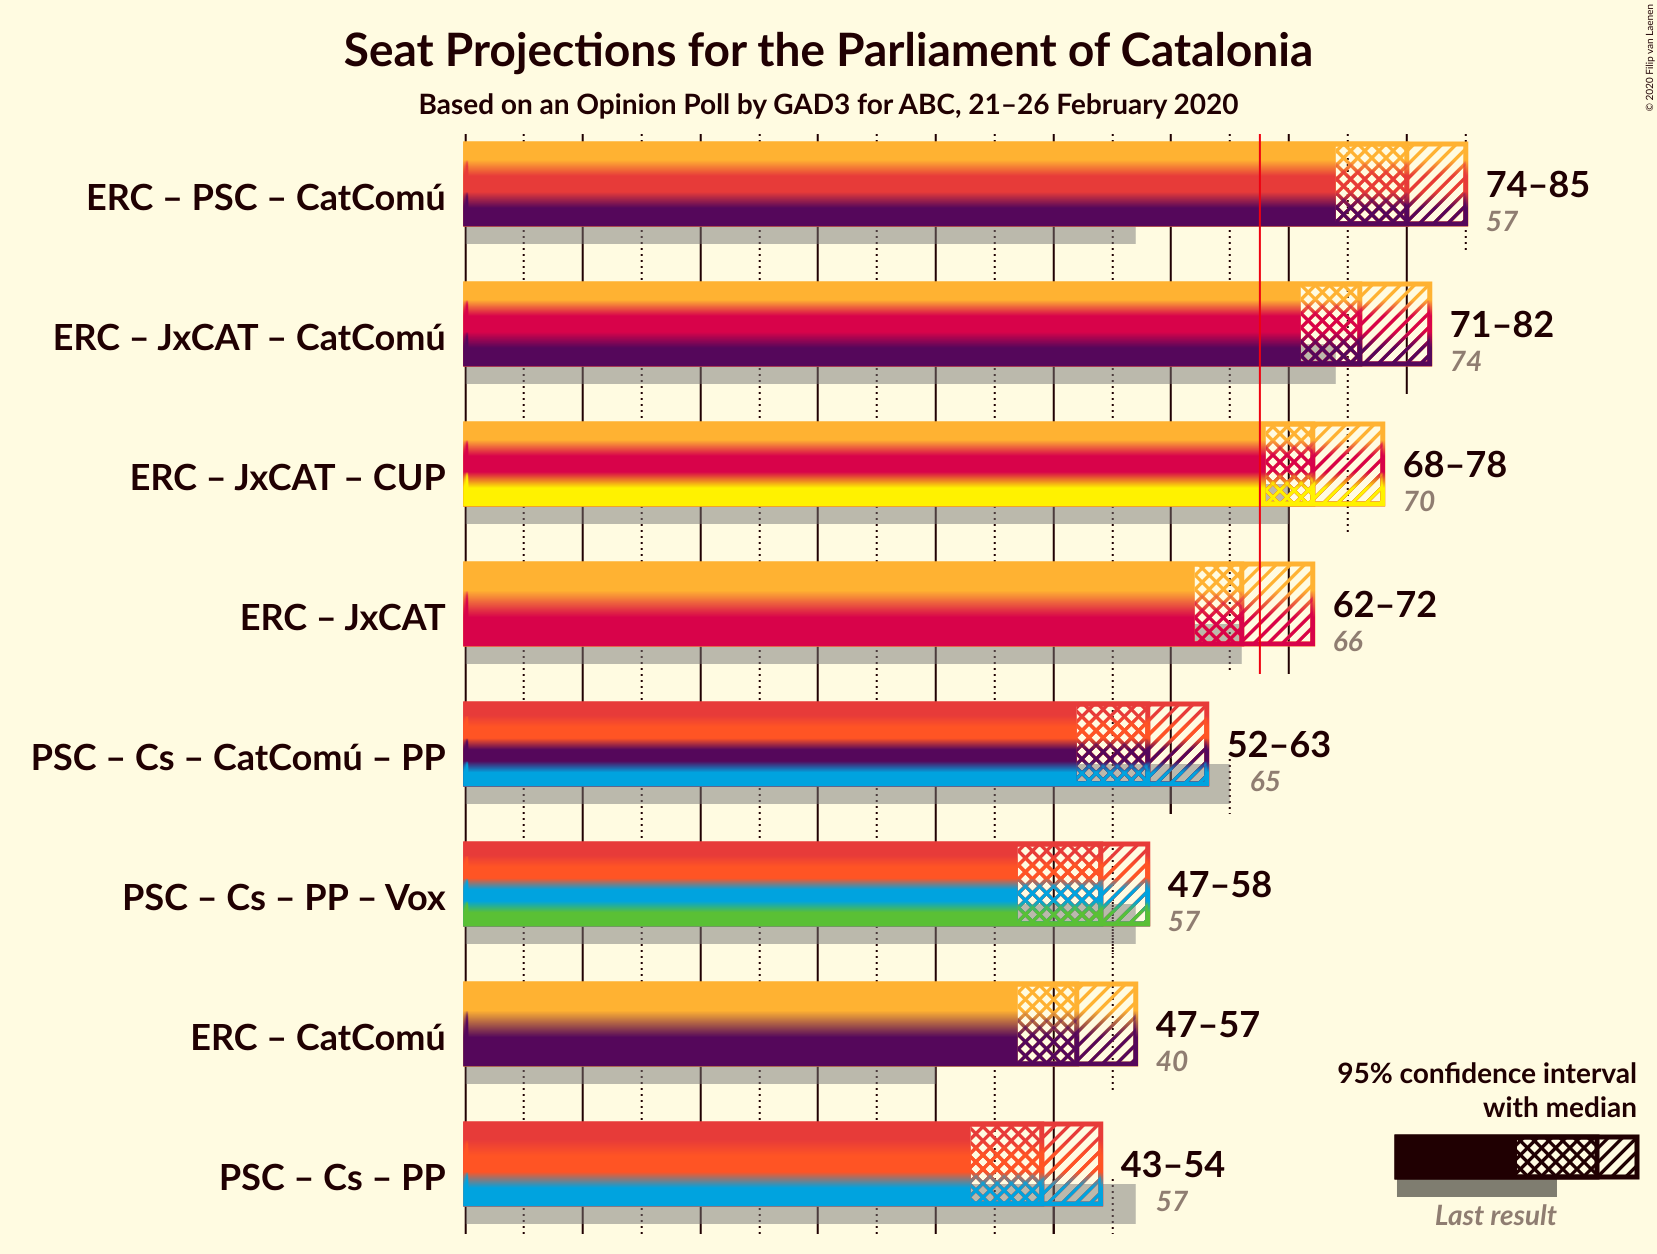 © 2020 Filip van Laenen
Seat Projections for the Parliament of Catalonia
Based on an Opinion Poll by GAD3 for ABC, 21–26 February 2020
ERC – PSC – CatComú
74–85
57
ERC – JxCAT – CatComú
71–82
74
ERC – JxCAT – CUP
68–78
70
ERC – JxCAT
62–72
66
PSC – Cs – CatComú – PP
52–63
65
PSC – Cs – PP – Vox
47–58
57
ERC – CatComú
47–57
40
PSC – Cs – PP
43–54
57
95% confidence interval
with median
Last result